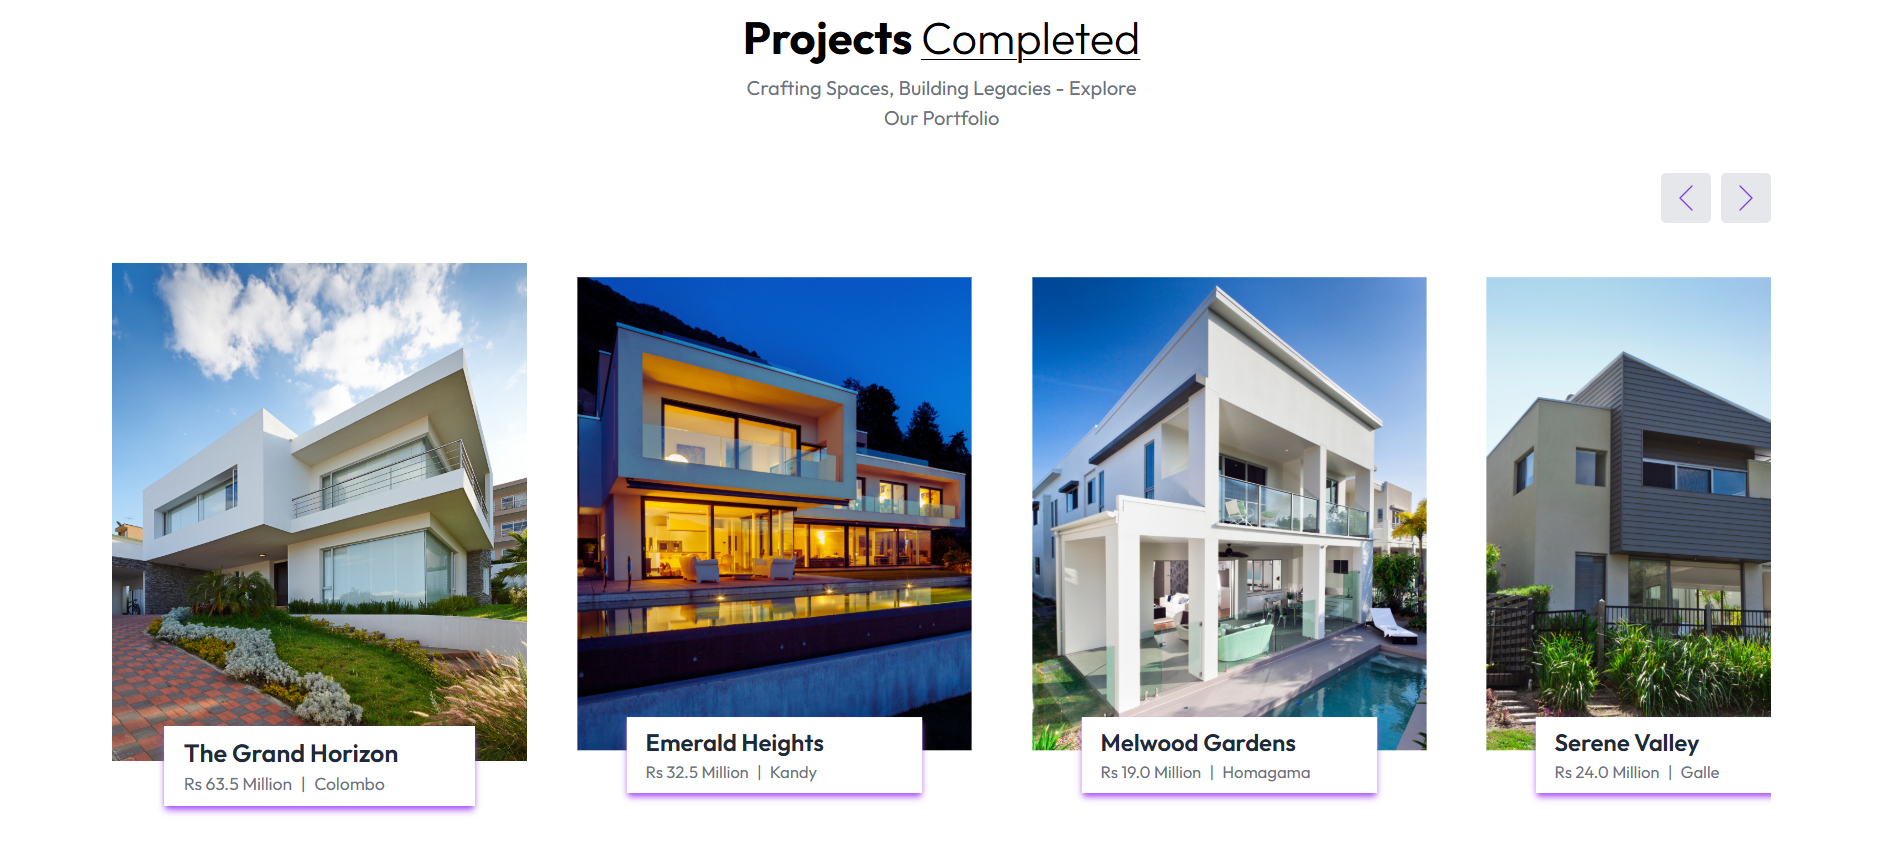 Projects Completed
Crafting Spaces, Building Legacies - Explore
Our Portfolio
The Grand Horizon
Rs 63.5 Million | Colombo
Emerald Heights
Rs 32.5 Million | Kandy
Melwood Gardens
Rs 19.0 Million | Homagama
Serene Valley
Rs 24.0 Million | Galle